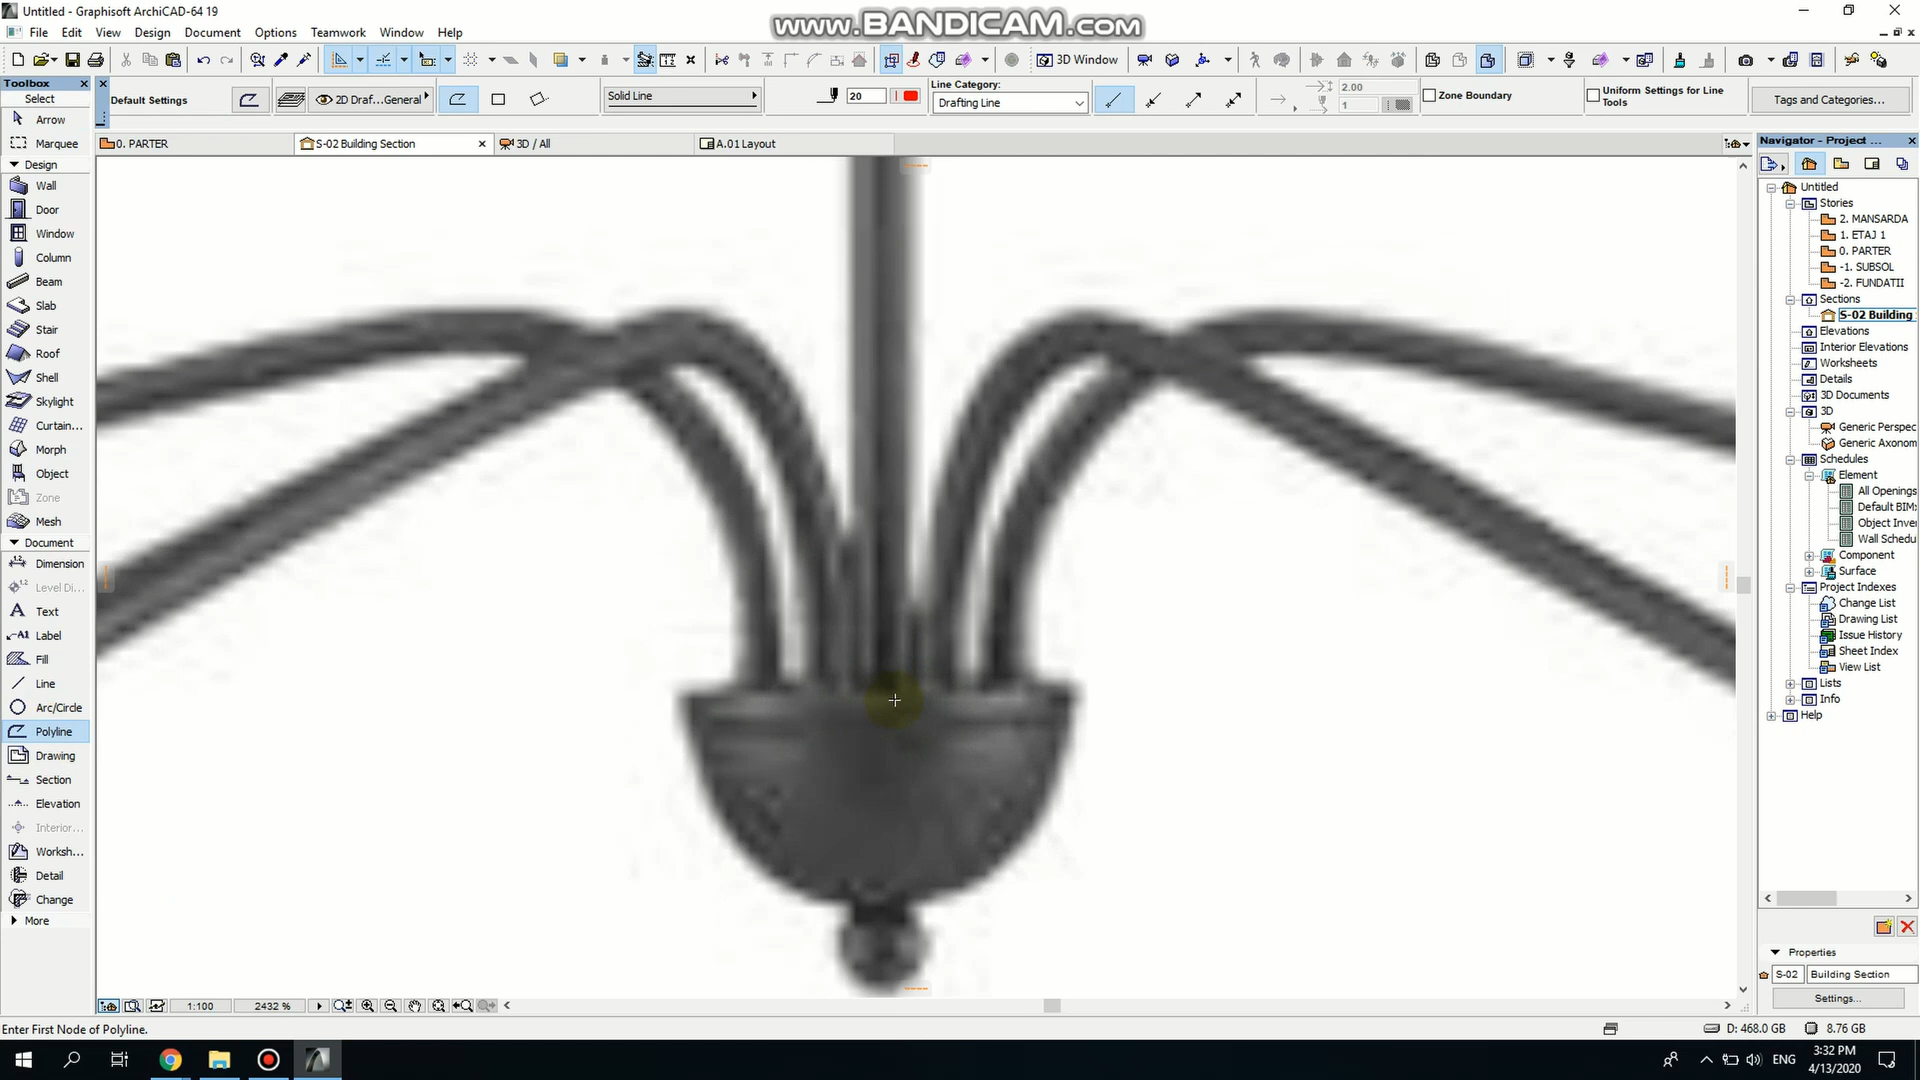 Untitled - Graphisoft ArchiCAD-64 19
www.BANDICAM.com
File Edit View Design Document Options Teamwork Window Help
3D Window
Toolbox
Select
Arrow
Marquee
Design
Wall
Door
Window
Column
Beam
Slab
Stair
Roof
Shell
Skylight
Curtain...
Morph
Object
Zone
Mesh
Document
Dimension
Level Di...
Text
Label
Fill
Line
Arc/Circle
Polyline
Drawing
Section
Elevation
Interior...
Worksh...
Detail
Change
More
Default Settings
2D Draf...General
Solid Line
20
Line Category:
Drafting Line
2.00
1
Zone Boundary
Uniform Settings for Line Tools
Tags and Categories...
0. PARTER
S-02 Building Section
3D / All
A.01 Layout
Navigator - Project ...
Untitled
Stories
2. MANSARDA
1. ETAJ 1
0. PARTER
-1. SUBSOL
-2. FUNDATII
Sections
S-02 Building
Elevations
Interior Elevations
Worksheets
Details
3D Documents
3D
Generic Perspec
Generic Axonom
Schedules
Element
All Openings
Default BIM
Object Inve
Wall Schedu
Component
Surface
Project Indexes
Change List
Drawing List
Issue History
Sheet Index
View List
Lists
Info
Help
Properties
S-02 Building Section
Settings...
1:100
2432 %
Enter First Node of Polyline.
D: 468.0 GB
8.76 GB
ENG
3:32 PM
4/13/2020